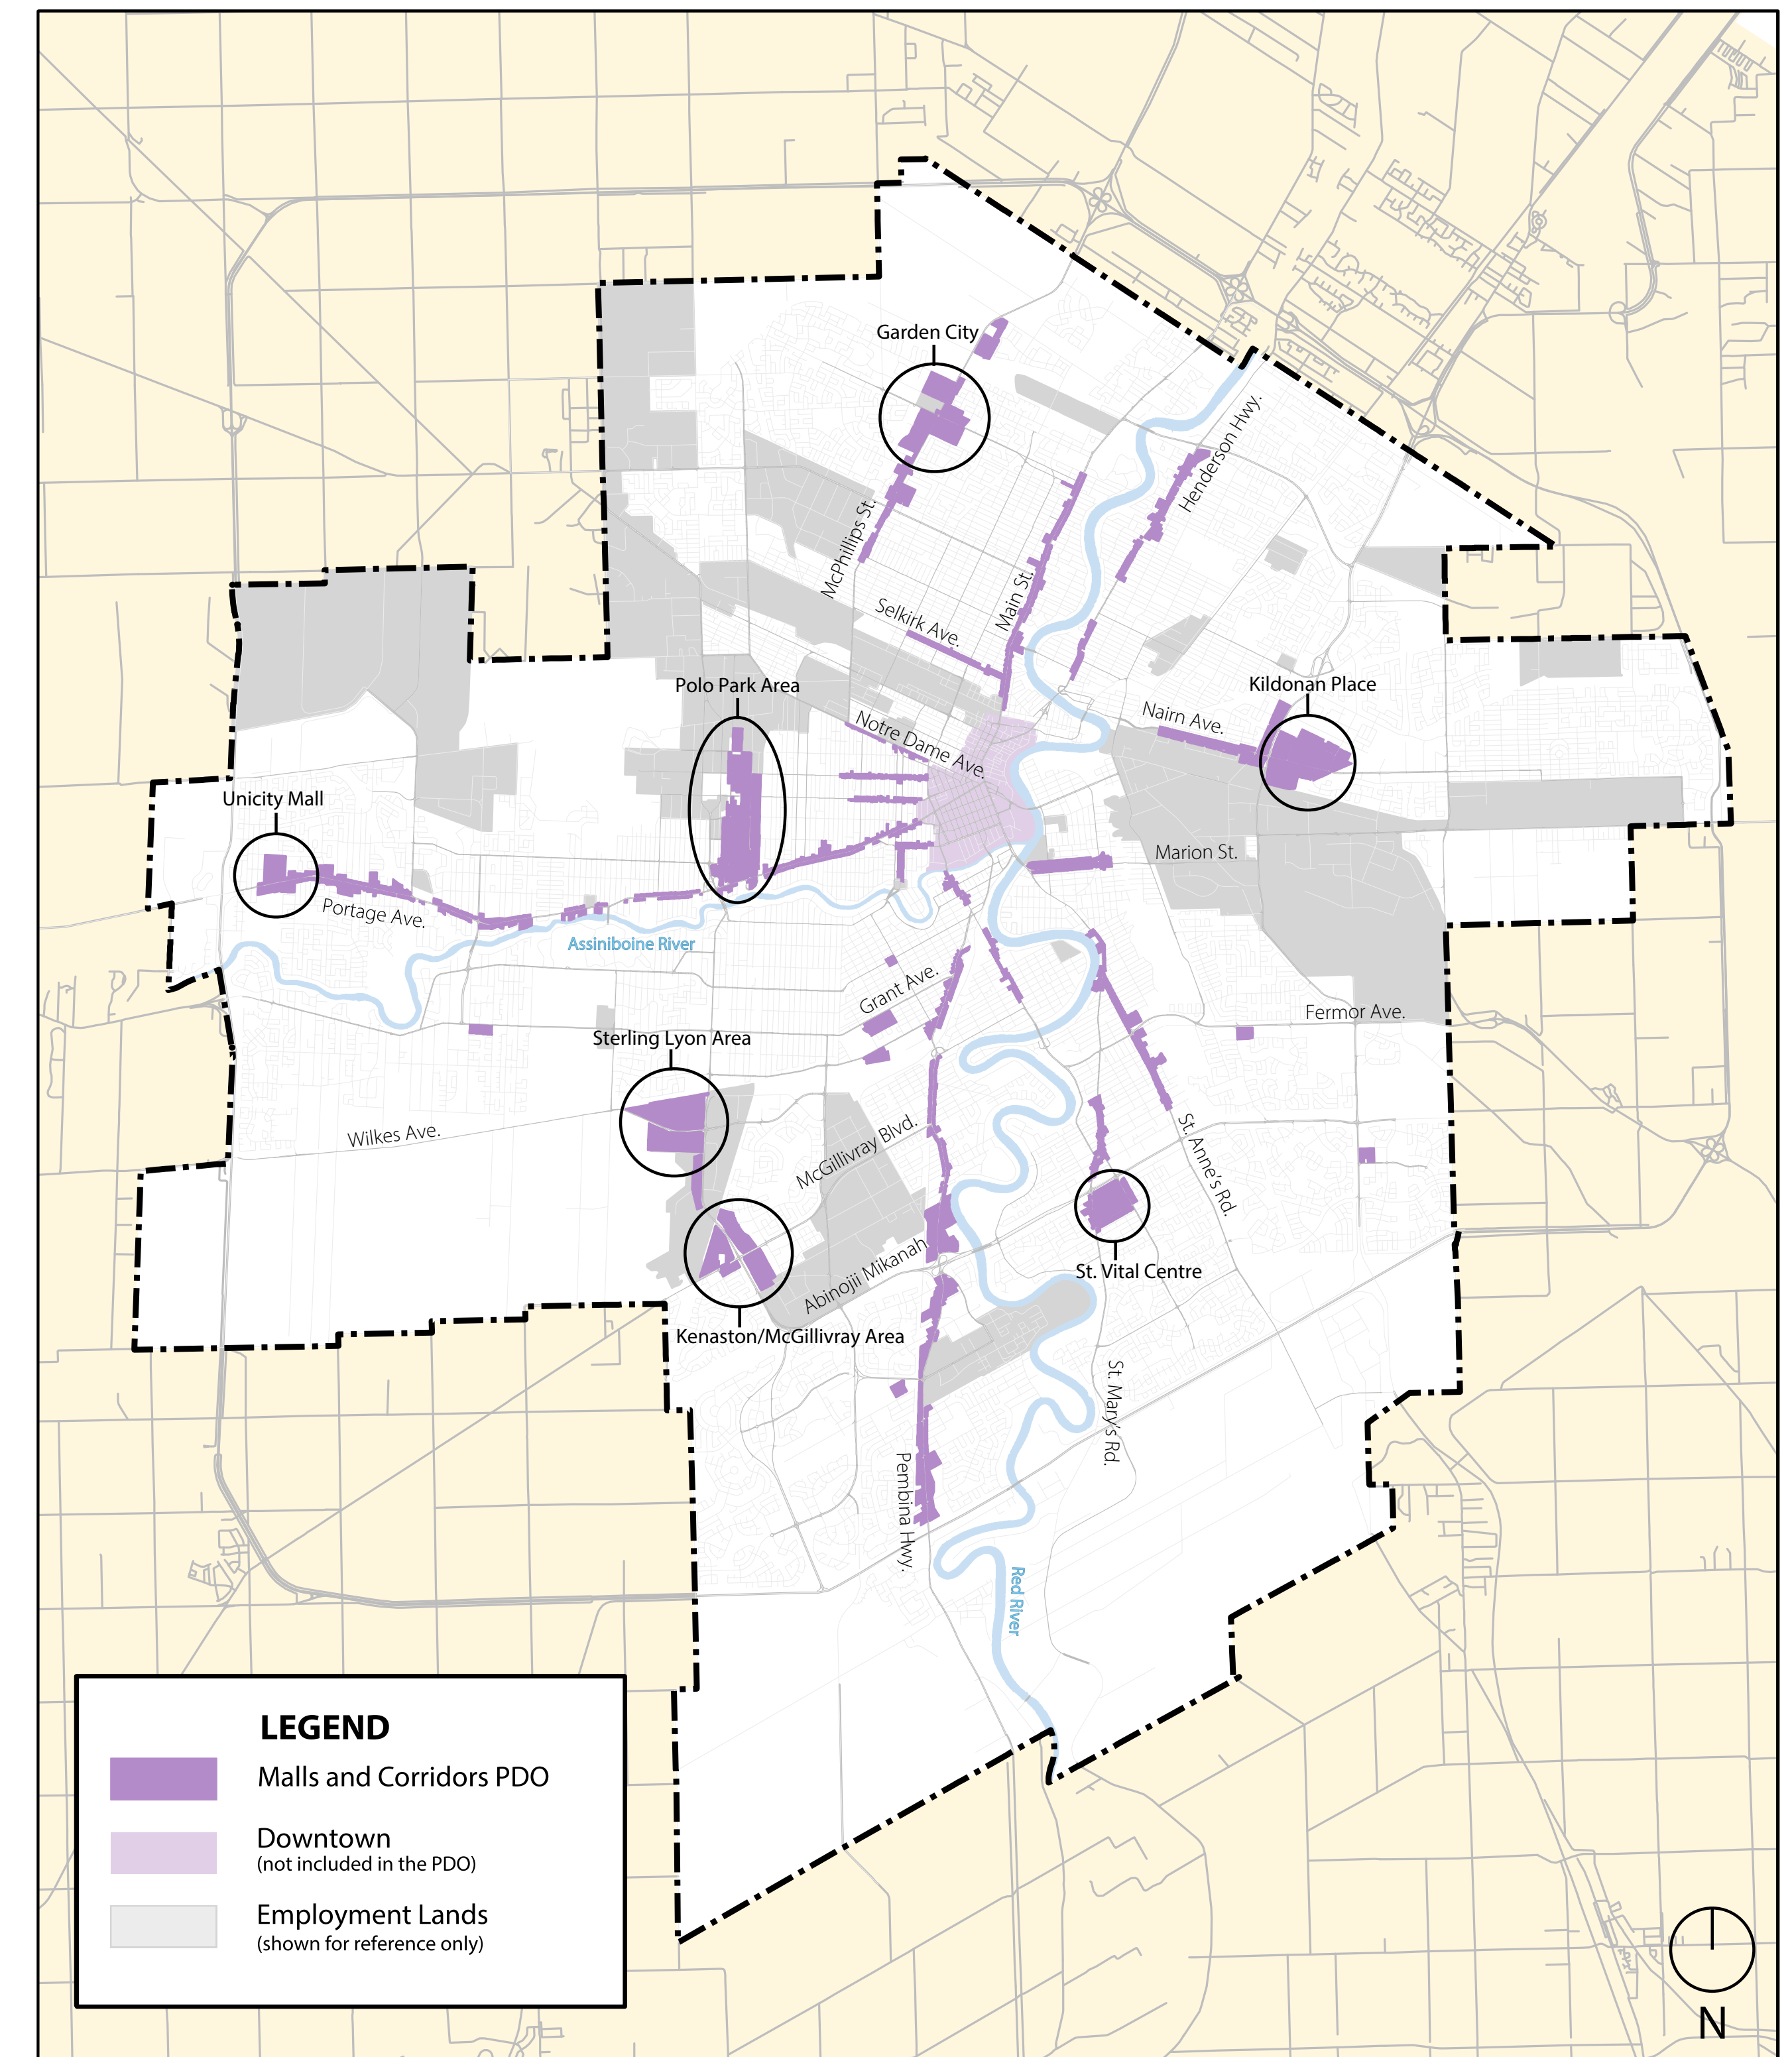 Garden City
Henderson Hwy.
McPhillips St.
Main St.
Selkirk Ave.
Polo Park Area
Kildonan Place
Nairn Ave.
Notre Dame Ave.
Unicity Mall
Marion St.
Portage Ave.
Assiniboine River
Grant Ave.
Fermor Ave.
Sterling Lyon Area
Wilkes Ave.
McGillivray Blvd.
St. Anne's Rd.
Abinojii Mikanah
St. Vital Centre
Kenaston/McGillivray Area
St. Mary's Rd.
Pembina Hwy.
Red River
LEGEND
Malls and Corridors PDO
Downtown
(not included in the PDO)
Employment Lands
(shown for reference only)
N